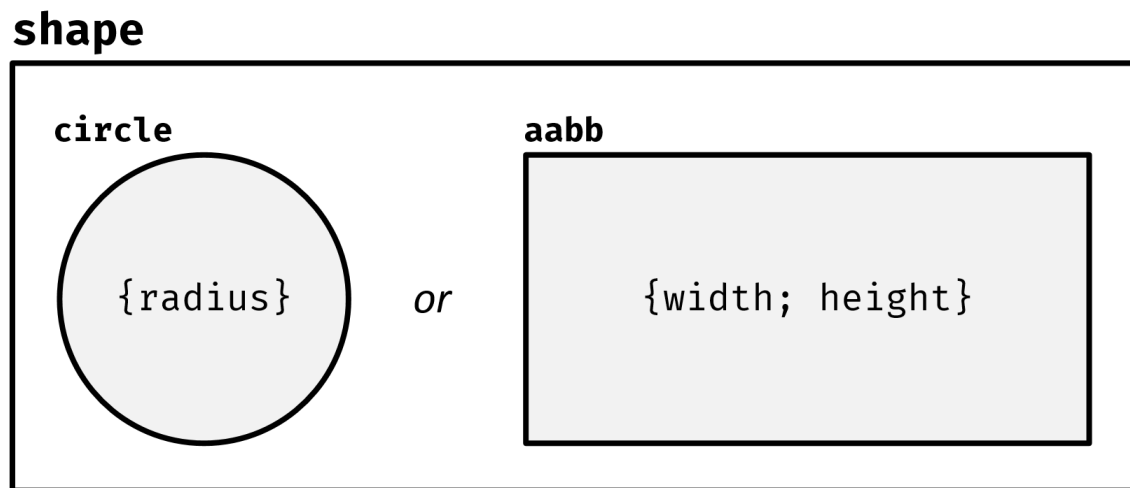 shape
circle
aabb
{radius}
or
{width; height}